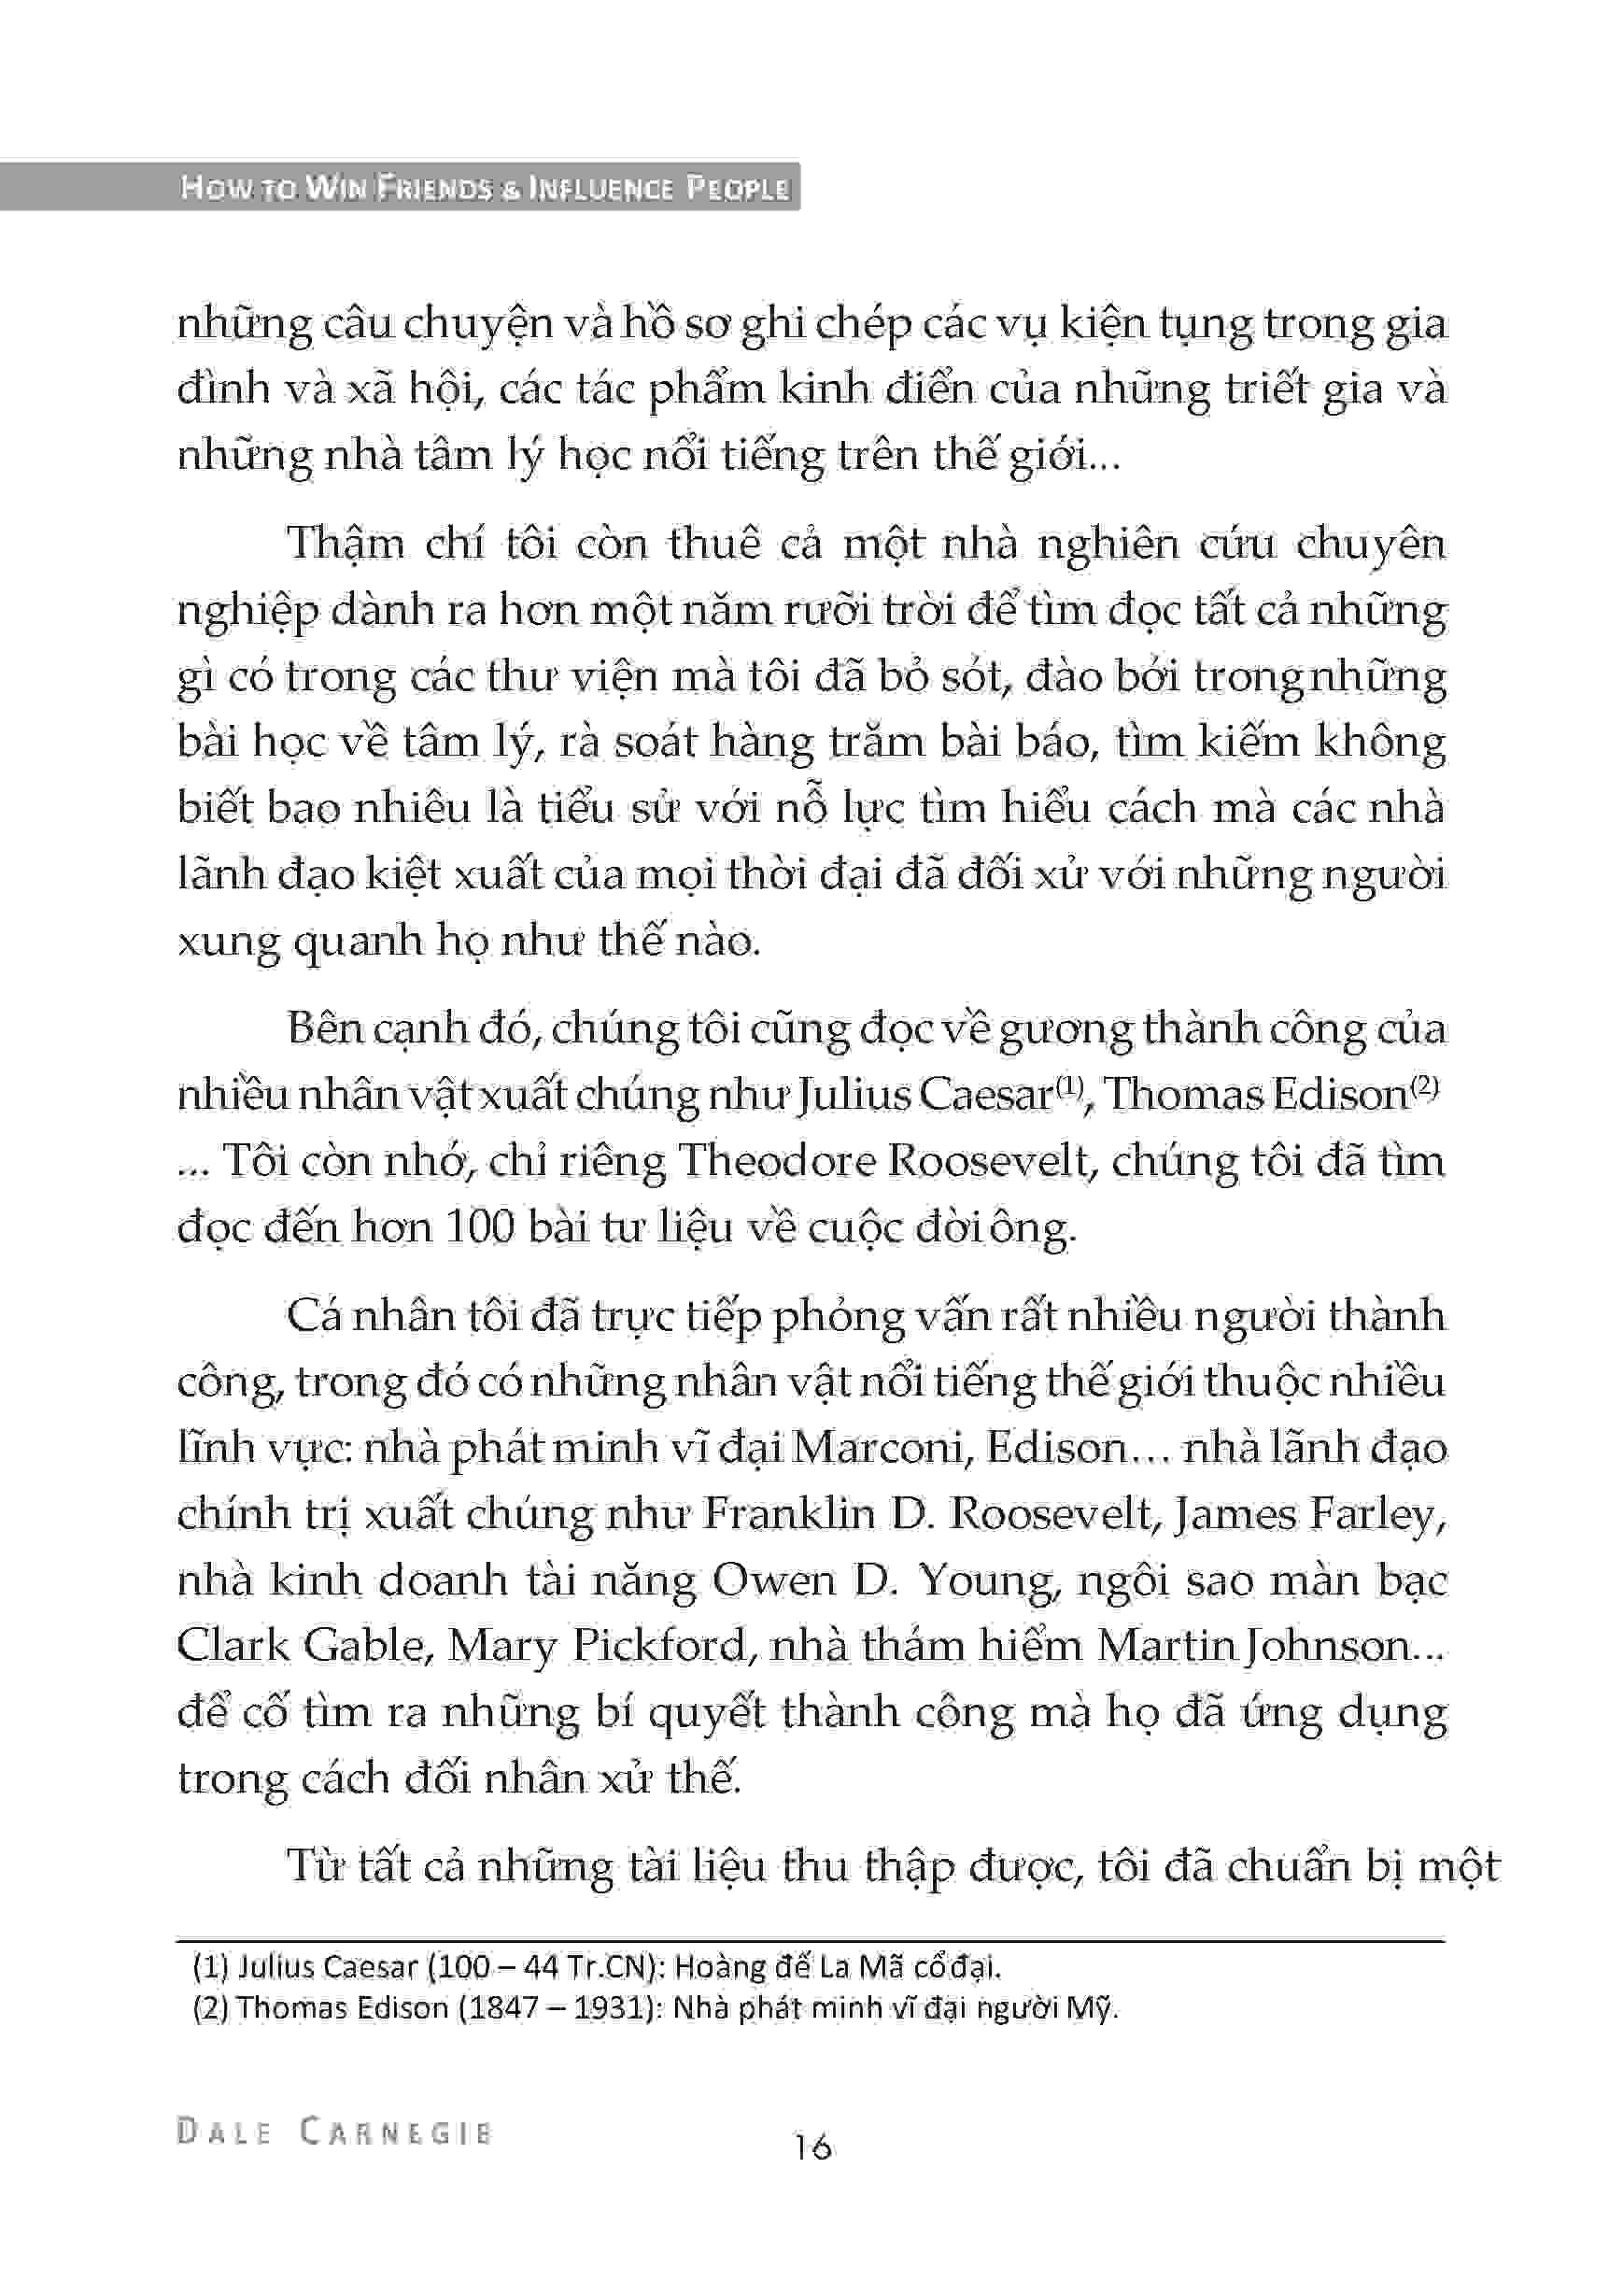 HOW TO WIN FRIENDS & INFLUENCE PEOPLE
những câu chuyện và hồ sơ ghi chép các vụ kiện tụng trong gia
đình và xã hội, các tác phẩm kinh điển của những triết gia và
những nhà tâm lý học nổi tiếng trên thế giới...
Thậm chí tôi còn thuê cả một nhà nghiên cứu chuyên
nghiệp dành ra hơn một năm rưỡi trời để tìm đọc tất cả những
gì có trong các thư viện mà tôi đã bỏ sót, đào bới trong những
bài học về tâm lý, rà soát hàng trăm bài báo, tìm kiếm không
biết bao nhiêu là tiểu sử với nỗ lực tìm hiểu cách mà các nhà
lãnh đạo kiệt xuất của mọi thời đại đã đối xử với những người
xung quanh họ như thế nào.
Bên cạnh đó, chúng tôi cũng đọc về gương thành công của
nhiều nhân vật xuất chúng như Julius Caesar(1), Thomas Edison(2)
... Tôi còn nhớ, chỉ riêng Theodore Roosevelt, chúng tôi đã tìm
đọc đến hơn 100 bài tư liệu về cuộc đời ông.
Cá nhân tôi đã trực tiếp phỏng vấn rất nhiều người thành
công, trong đó có những nhân vật nổi tiếng thế giới thuộc nhiều
lĩnh vực: nhà phát minh vĩ đại Marconi, Edison... nhà lãnh đạo
chính trị xuất chúng như Franklin D. Roosevelt, James Farley,
nhà kinh doanh tài năng Owen D. Young, ngôi sao màn bạc
Clark Gable, Mary Pickford, nhà thám hiểm Martin Johnson...
để cố tìm ra những bí quyết thành công mà họ đã ứng dụng
trong cách đối nhân xử thế.
Từ tất cả những tài liệu thu thập được, tôi đã chuẩn bị một
(1) Julius Caesar (100 – 44 Tr.CN): Hoàng đế La Mã cổ đại.
(2) Thomas Edison (1847 – 1931): Nhà phát minh vĩ đại người Mỹ.
DALE CARNEGIE
16